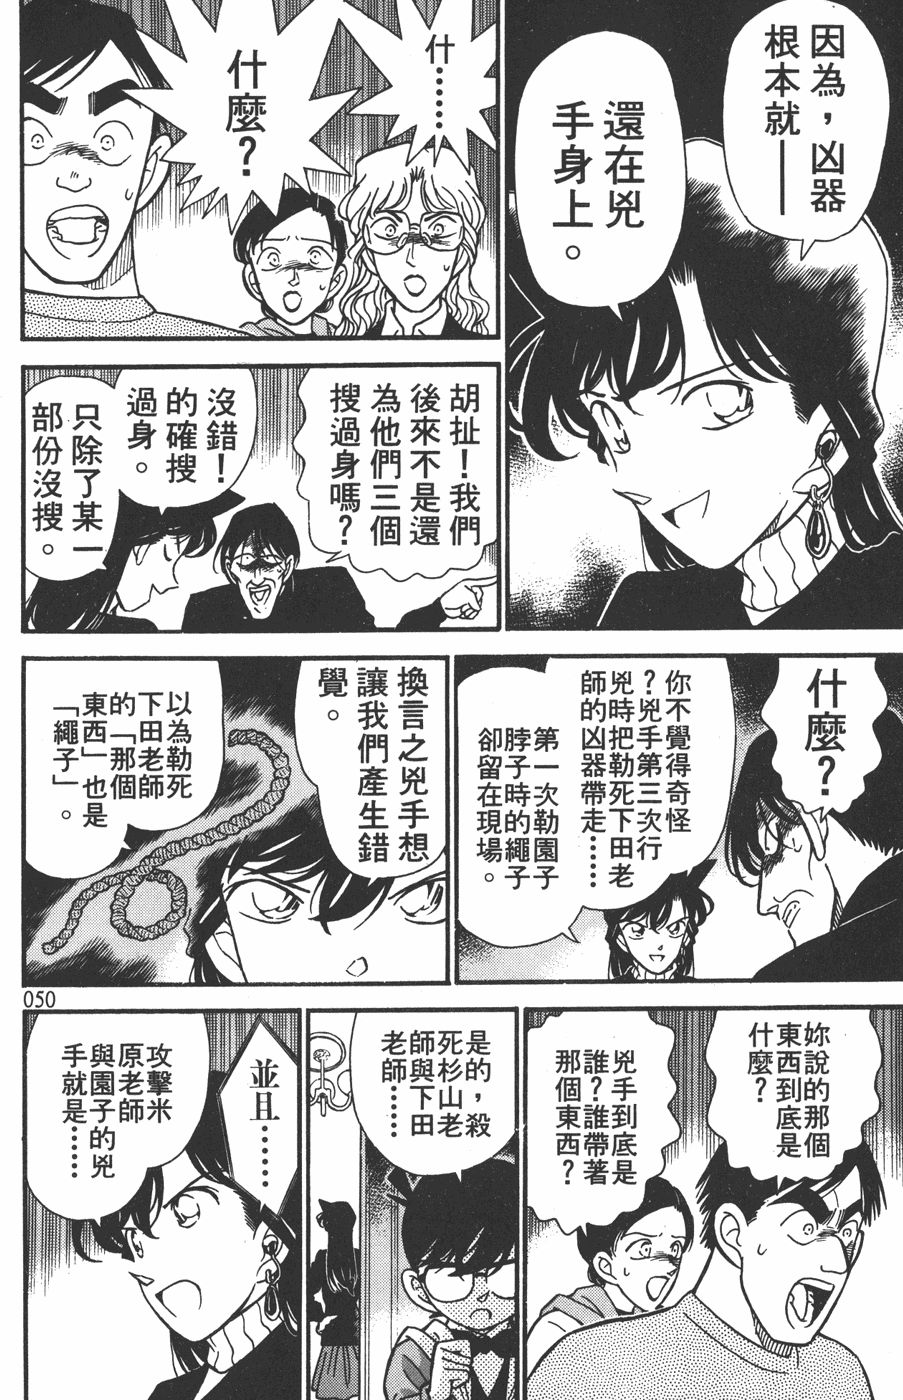 因為，凶器
根本就——
還在兇
手身上。
什……
什麼？
胡扯！我們
後來不是還
為他們三個
搜過身嗎？
沒錯！
的確搜
過身。
只除了某一
部份沒搜。
什麼？
你不覺得奇怪
？兇手第三次行
兇時把勒死下田老
師的凶器帶走……
第一次勒園子
脖子時的繩子
卻留在現場。
換言之兇手想
讓我們產生錯
覺。
以為勒死
下田老師
的「那個
東西」也是
「繩子」。
050
妳說的那個
東西到底是
什麼？
兇手到底是
誰？誰帶著
那個東西？
是的，殺
死杉山老
師與下田
老師……
並且……
攻擊米
原老師
與園子的兇
手就是……